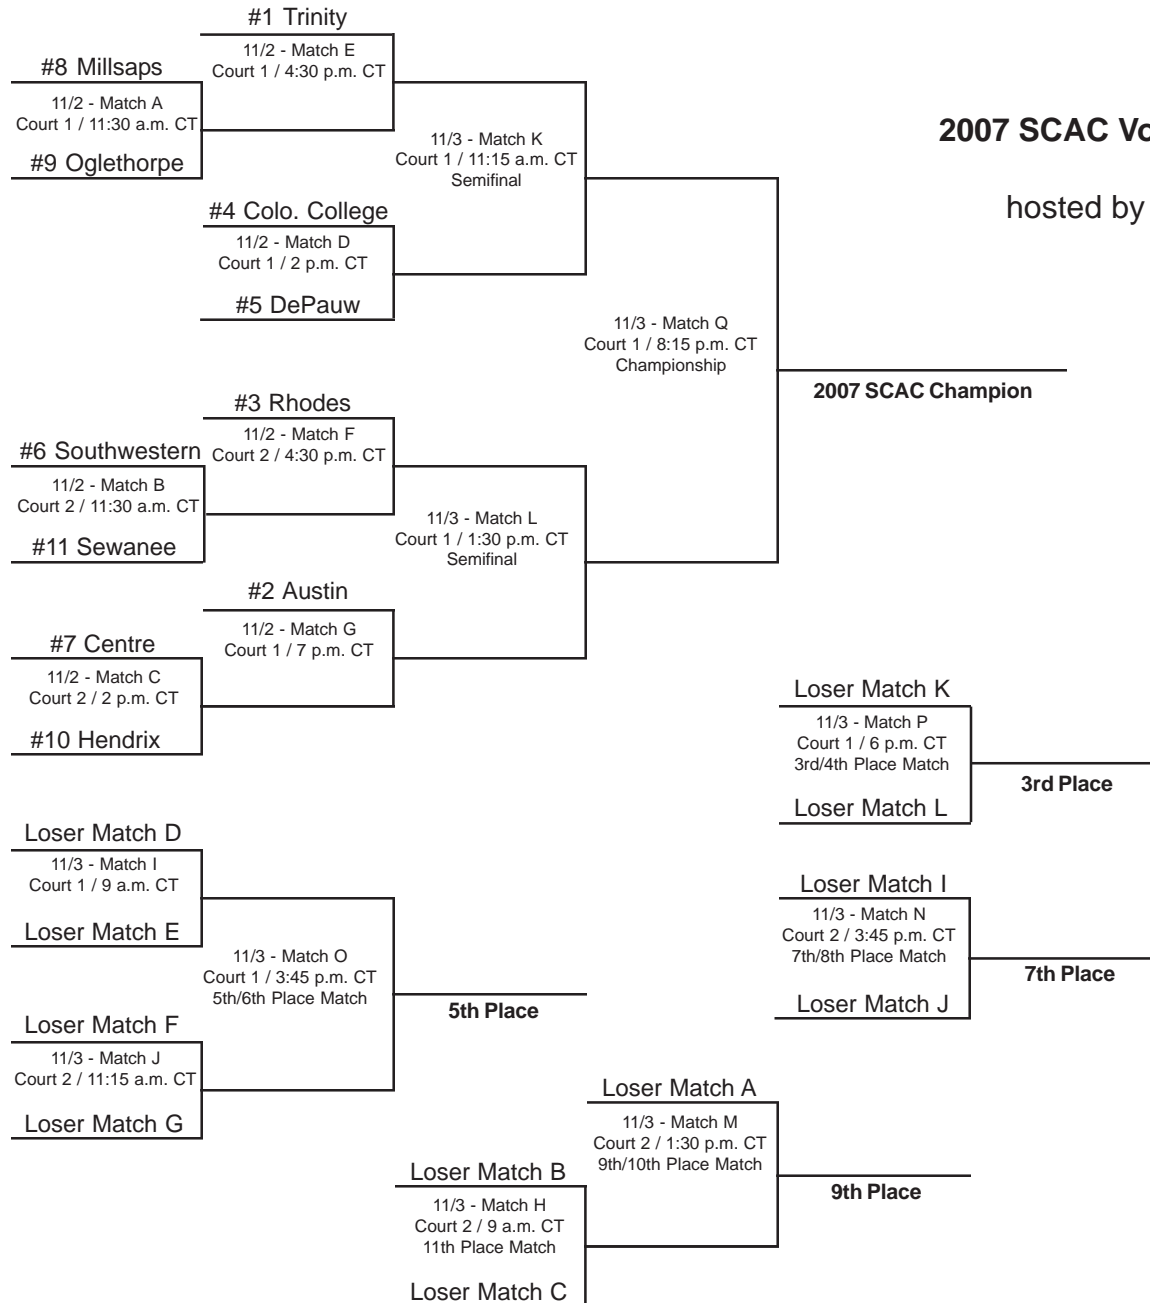 #1 Trinity
11/2 - Match E
Court 1 / 4:30 p.m. CT
#8 Millsaps
11/2 - Match A
Court 1 / 11:30 a.m. CT
#9 Oglethorpe
11/3 - Match K
Court 1 / 11:15 a.m. CT
Semifinal
2007 SCAC Vo
hosted by
#4 Colo. College
11/2 - Match D
Court 1 / 2 p.m. CT
#5 DePauw
11/3 - Match Q
Court 1 / 8:15 p.m. CT
Championship
2007 SCAC Champion
#3 Rhodes
11/2 - Match F
Court 2 / 4:30 p.m. CT
#6 Southwestern
11/2 - Match B
Court 2 / 11:30 a.m. CT
#11 Sewanee
11/3 - Match L
Court 1 / 1:30 p.m. CT
Semifinal
#2 Austin
11/2 - Match G
Court 1 / 7 p.m. CT
#7 Centre
11/2 - Match C
Court 2 / 2 p.m. CT
#10 Hendrix
Loser Match K
11/3 - Match P
Court 1 / 6 p.m. CT
3rd/4th Place Match
3rd Place
Loser Match L
Loser Match D
11/3 - Match I
Court 1 / 9 a.m. CT
Loser Match E
11/3 - Match O
Court 1 / 3:45 p.m. CT
5th/6th Place Match
5th Place
Loser Match F
11/3 - Match J
Court 2 / 11:15 a.m. CT
Loser Match G
Loser Match I
11/3 - Match N
Court 2 / 3:45 p.m. CT
7th/8th Place Match
7th Place
Loser Match J
Loser Match A
11/3 - Match M
Court 2 / 1:30 p.m. CT
9th/10th Place Match
9th Place
Loser Match B
11/3 - Match H
Court 2 / 9 a.m. CT
11th Place Match
Loser Match C